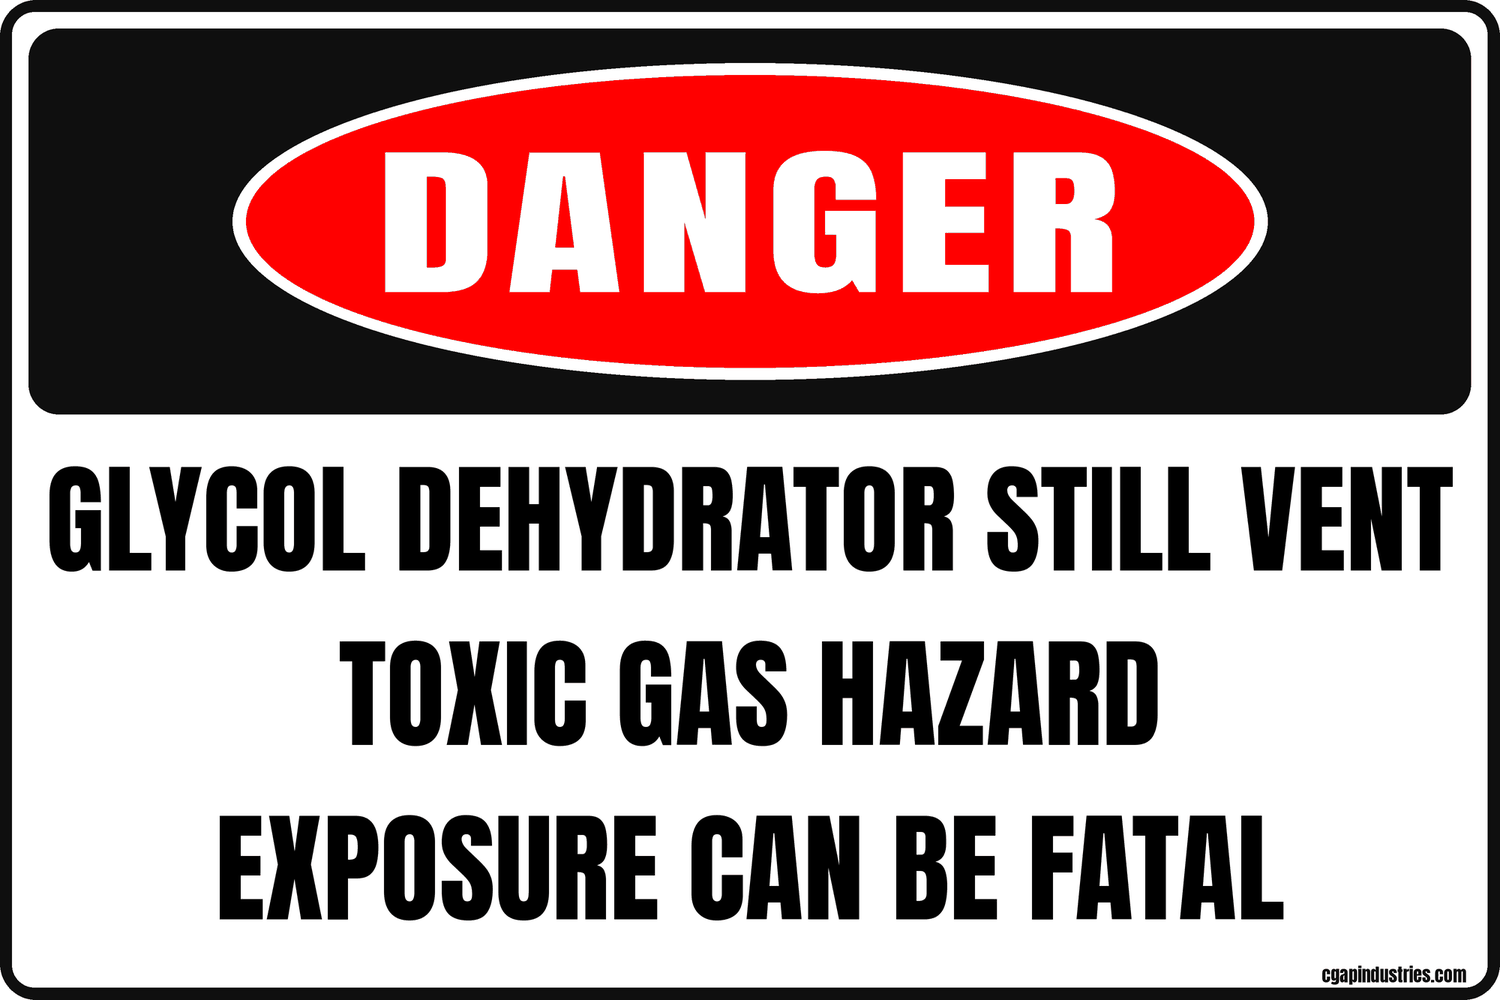 DANGER
GLYCOL DEHYDRATOR STILL VENT
TOXIC GAS HAZARD
EXPOSURE CAN BE FATAL
cgapindustries.com